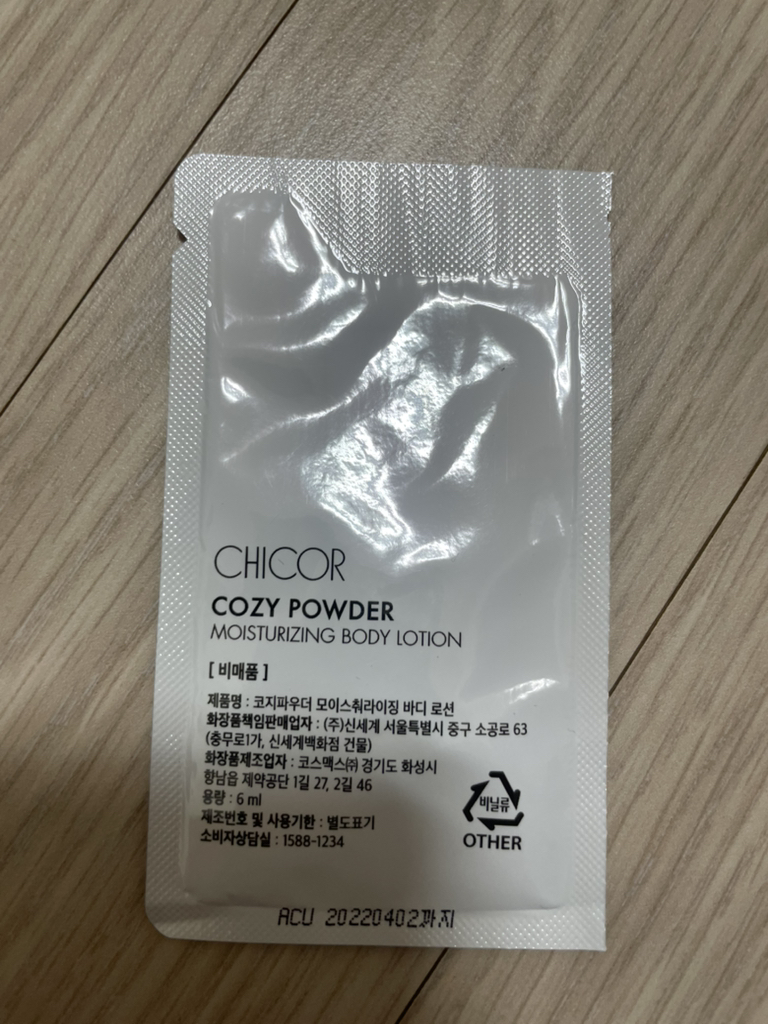 CHICOR
COZY POWDER
MOISTURIZING BODY LOTION
[ 비매품 ]
제품명 : 코지파우더 모이스춰라이징 바디 로션
화장품책임판매업자 : (주)신세계 서울특별시 중구 소공로 63
(충무로1가, 신세계백화점 건물)
화장품제조업자 : 코스맥스㈜ 경기도 화성시
향남읍 제약공단 1길 27, 2길 46
용량 : 6 ml
제조번호 및 사용기한 : 별도표기
소비자상담실 : 1588-1234
비닐류
OTHER
ACU 20220402까지